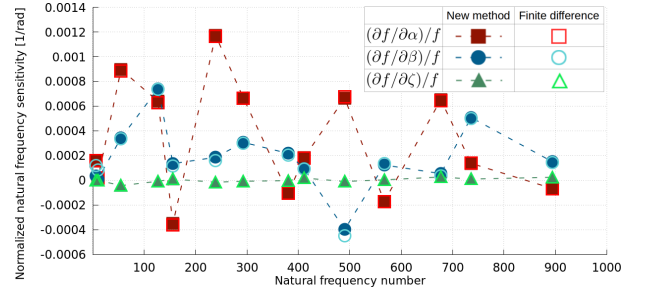 New method Finite difference
(∂f/∂α)/f
(∂f/∂β)/f
(∂f/∂ζ)/f
Normalized natural frequency sensitivity [1/rad]
0.0014
0.0012
0.001
0.0008
0.0006
0.0004
0.0002
0
-0.0002
-0.0004
-0.0006
100 200 300 400 500 600 700 800 900 1000
Natural frequency number